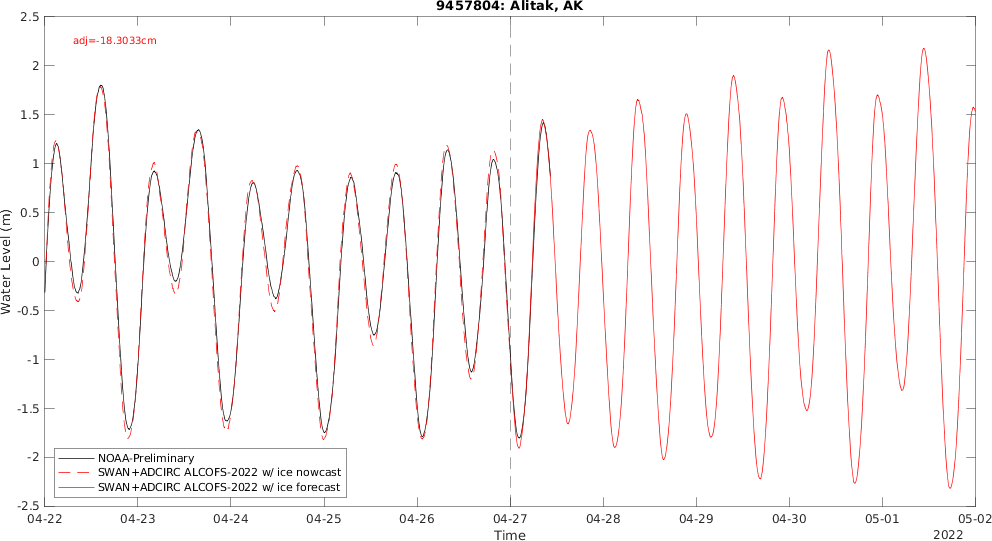 9457804: Alitak, AK
adj=-18.3033cm
2.5
2
1.5
1
0.5
0
-0.5
-1
-1.5
-2
-2.5
Water Level (m)
NOAA-Preliminary
SWAN+ADCIRC ALCOFS-2022 w/ ice nowcast
SWAN+ADCIRC ALCOFS-2022 w/ ice forecast
04-22 04-23 04-24 04-25 04-26 04-27 04-28 04-29 04-30 05-01 05-02
Time
2022